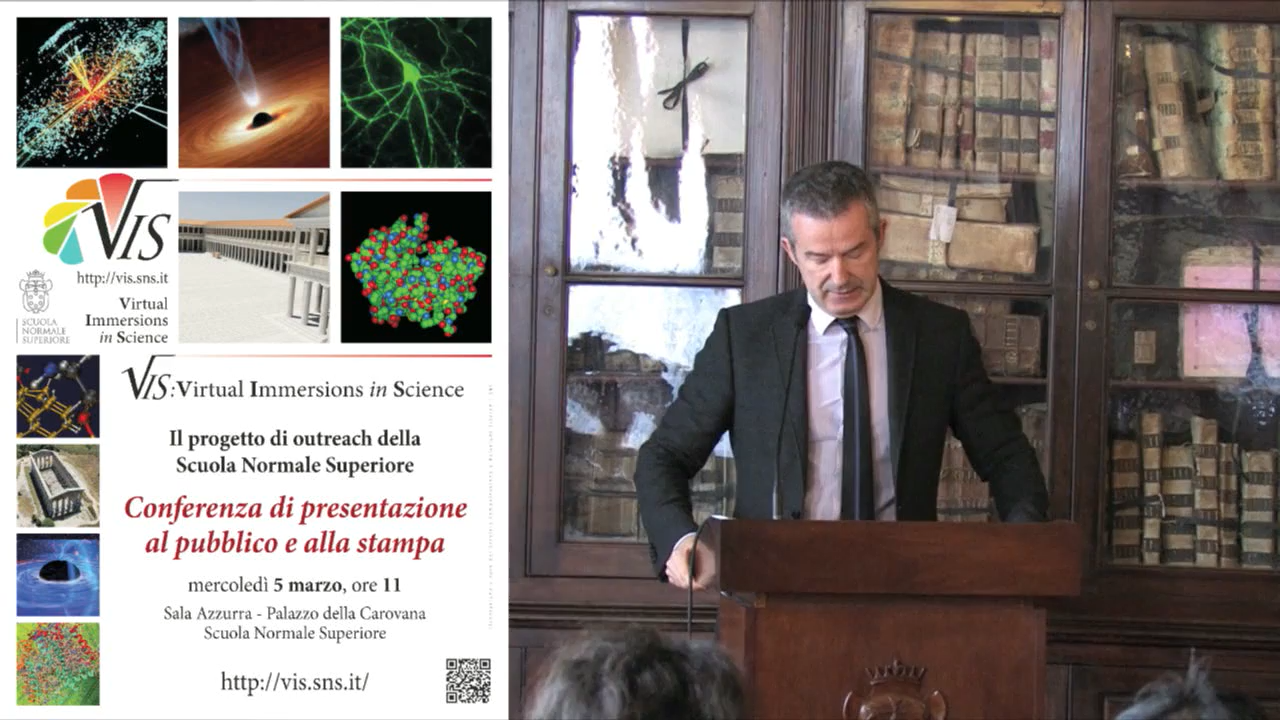 VIS
http://vis.sns.it
Virtual
Immersions
in Science
SCUOLA
NORMALE
SUPERIORE
VIS:Virtual Immersions in Science
Il progetto di outreach della
Scuola Normale Superiore
Conferenza di presentazione
al pubblico e alla stampa
mercoledì 5 marzo, ore 11
Sala Azzurra - Palazzo della Carovana
Scuola Normale Superiore
http://vis.sns.it/